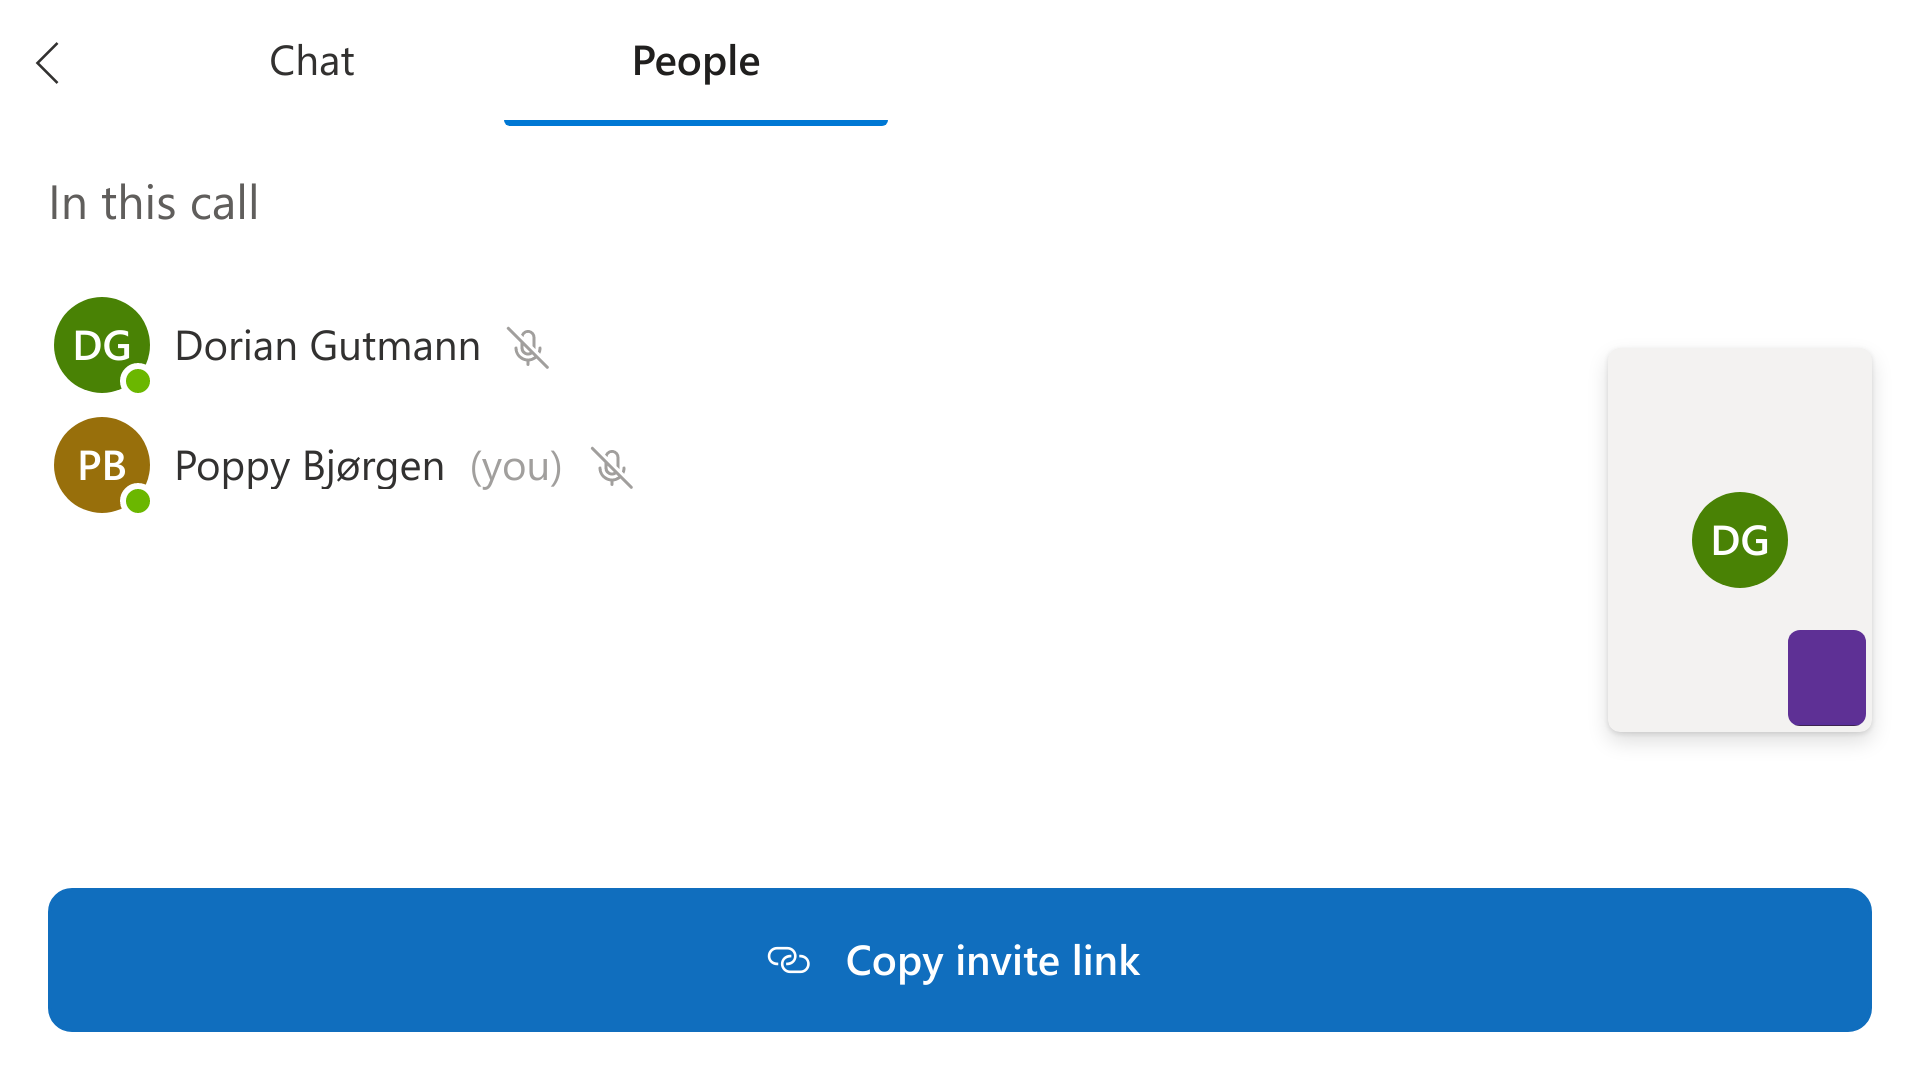 Chat People
In this call
DG Dorian Gutmann
PB Poppy Bjørgen (you)
DG
Copy invite link